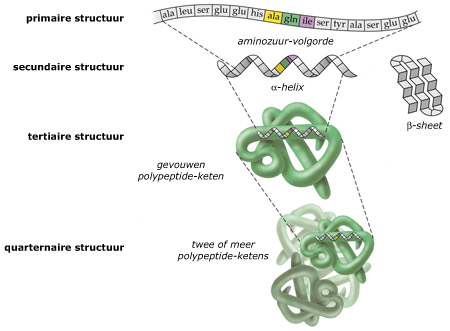 primaire structuur
ala leu ser glu glu his ala gln ile ser tyr ala ser glu glu
aminozuur-volgorde
secundaire structuur
α-helix
β-sheet
tertiaire structuur
gevouwen
polypeptide-keten
quarternaire structuur
twee of meer
polypeptide-ketens